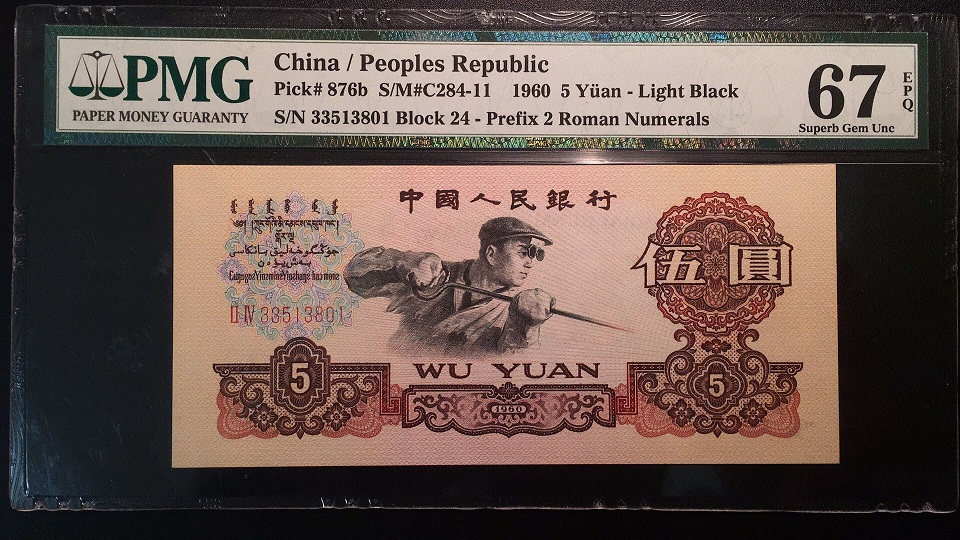 PMG
PAPER MONEY GUARANTY
China / Peoples Republic
Pick# 876b S/M#C284-11 1960 5 Yüan - Light Black
S/N 33513801 Block 24 - Prefix 2 Roman Numerals
67
EPQ
Superb Gem Unc
中國人民銀行
伍圓
II IV 33513801
WU YUAN
5
1960
5